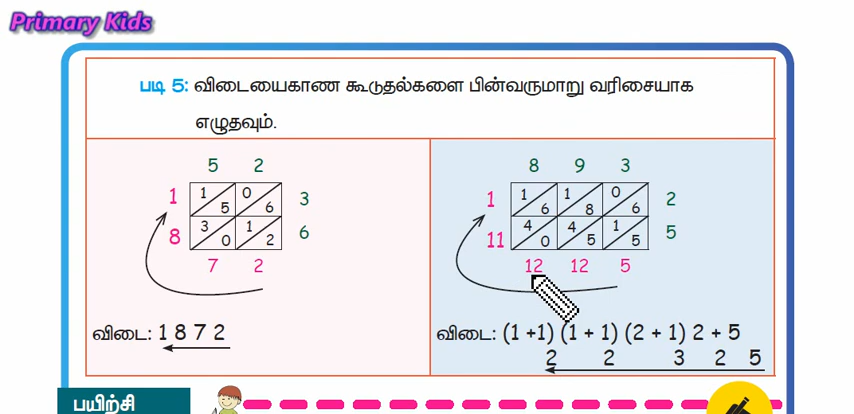 Primary Kids
படி 5: விடையைகாண கூடுதல்களை பின்வருமாறு வரிசையாக
எழுதவும்.
5 2
1 1 5 0 6 3
8 3 0 1 2 6
7 2
விடை: 1 8 7 2
8 9 3
1 1 6 1 8 0 6 2
11 4 0 4 5 1 5 5
12 12 5
விடை: (1 +1) (1 + 1) (2 + 1) 2 + 5
2 2 3 2 5
பயிற்சி